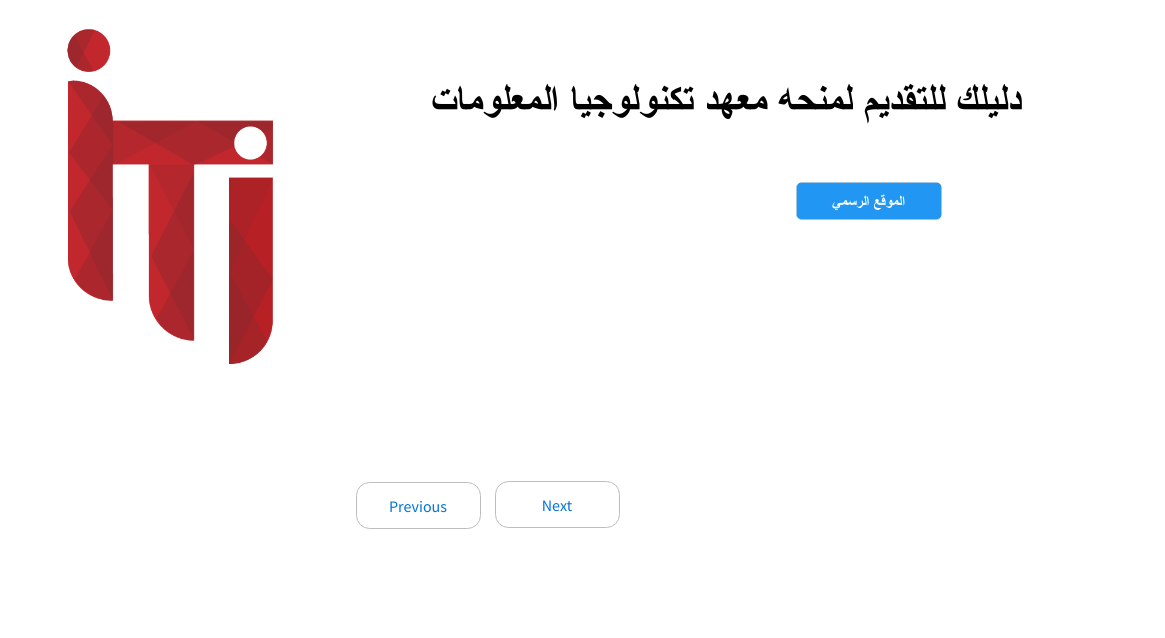 iTi
دليلك للتقديم لمنحه معهد تكنولوجيا المعلومات
الموقع الرسمي
Previous
Next